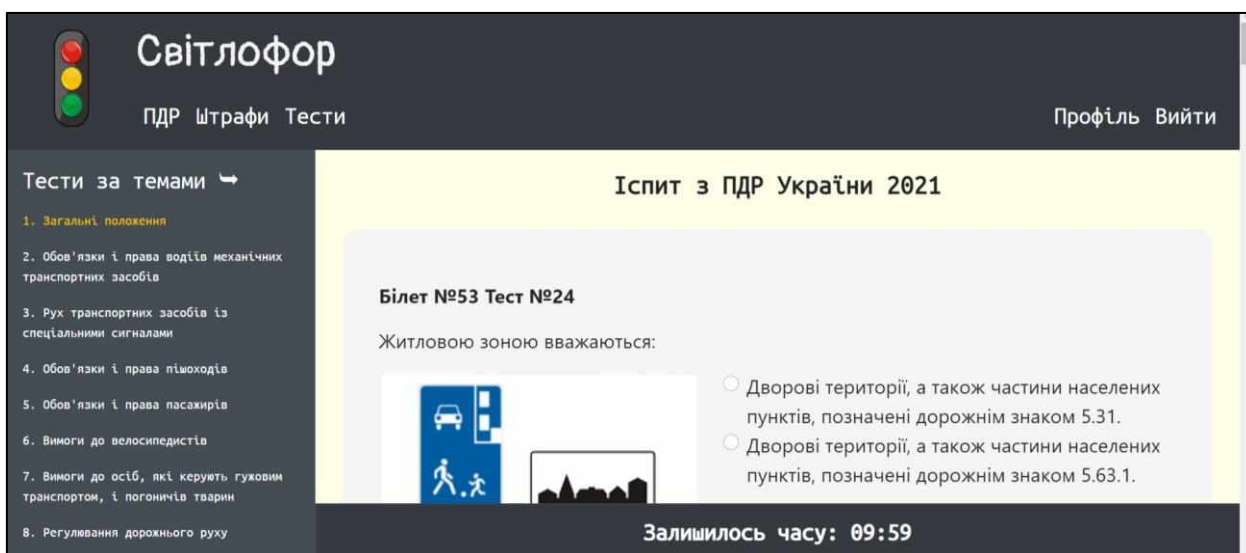 Світлофор
ПДР Штрафи Тести
Профіль Вийти
Тести за темами ➥
1. Загальні положення
2. Обов'язки і права водіїв механічних
транспортних засобів
3. Рух транспортних засобів із
спеціальними сигналами
4. Обов'язки і права пішоходів
5. Обов'язки і права пасажирів
6. Вимоги до велосипедистів
7. Вимоги до осіб, які керують гужовим
транспортом, і погоничів тварин
8. Регулювання дорожнього руху
Іспит з ПДР України 2021
Білет №53 Тест №24
Житловою зоною вважаються:
Дворові території, а також частини населених
пунктів, позначені дорожнім знаком 5.31.
Дворові території, а також частини населених
пунктів, позначені дорожнім знаком 5.63.1.
Залишилось часу: 09:59